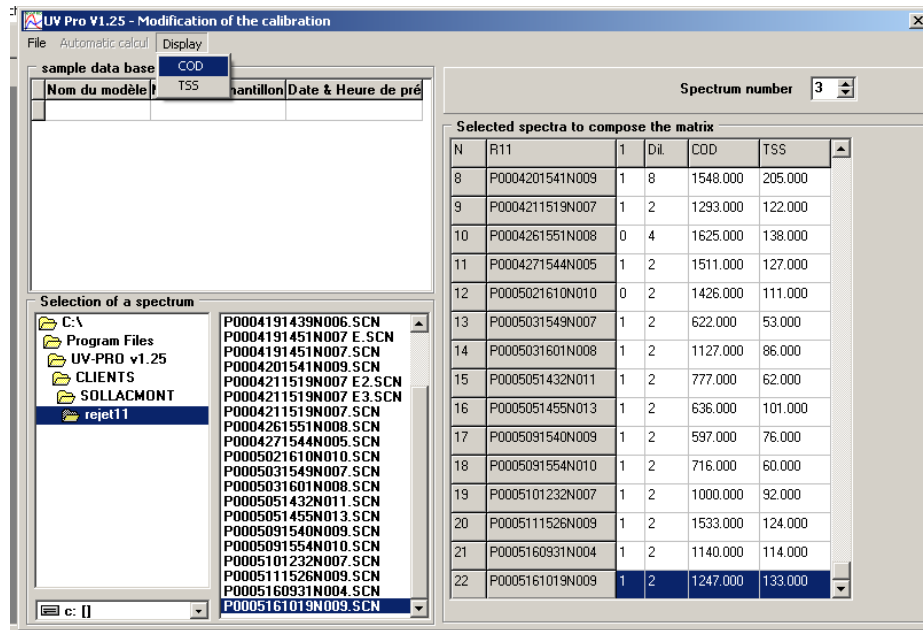 UV Pro V1.25 - Modification of the calibration
File Automatic calcul Display
COD
TSS
sample data base
Nom du modèle hantillon Date & Heure de pré
Spectrum number 3
Selected spectra to compose the matrix
N R11 1 Dil. COD TSS
8 P0004201541N009 1 8 1548.000 205.000
9 P0004211519N007 1 2 1293.000 122.000
10 P0004261551N008 0 4 1625.000 138.000
11 P0004271544N005 1 2 1511.000 127.000
12 P0005021610N010 0 2 1426.000 111.000
13 P0005031549N007 1 2 622.000 53.000
14 P0005031601N008 1 2 1127.000 86.000
15 P0005051432N011 1 2 777.000 62.000
16 P0005051455N013 1 2 636.000 101.000
17 P0005091540N009 1 2 597.000 76.000
18 P0005091554N010 1 2 716.000 60.000
19 P0005101232N007 1 2 1000.000 92.000
20 P0005111526N009 1 2 1533.000 124.000
21 P0005160931N004 1 2 1140.000 114.000
22 P0005161019N009 1 2 1247.000 133.000
Selection of a spectrum
C:\
Program Files
UV-PRO v1.25
CLIENTS
SOLLACMONT
rejet11
c: []
P0004191439N006.SCN
P0004191451N007 E.SCN
P0004191451N007.SCN
P0004201541N009.SCN
P0004211519N007 E2.SCN
P0004211519N007 E3.SCN
P0004211519N007.SCN
P0004261551N008.SCN
P0004271544N005.SCN
P0005021610N010.SCN
P0005031549N007.SCN
P0005031601N008.SCN
P0005051432N011.SCN
P0005051455N013.SCN
P0005091540N009.SCN
P0005091554N010.SCN
P0005101232N007.SCN
P0005111526N009.SCN
P0005160931N004.SCN
P0005161019N009.SCN